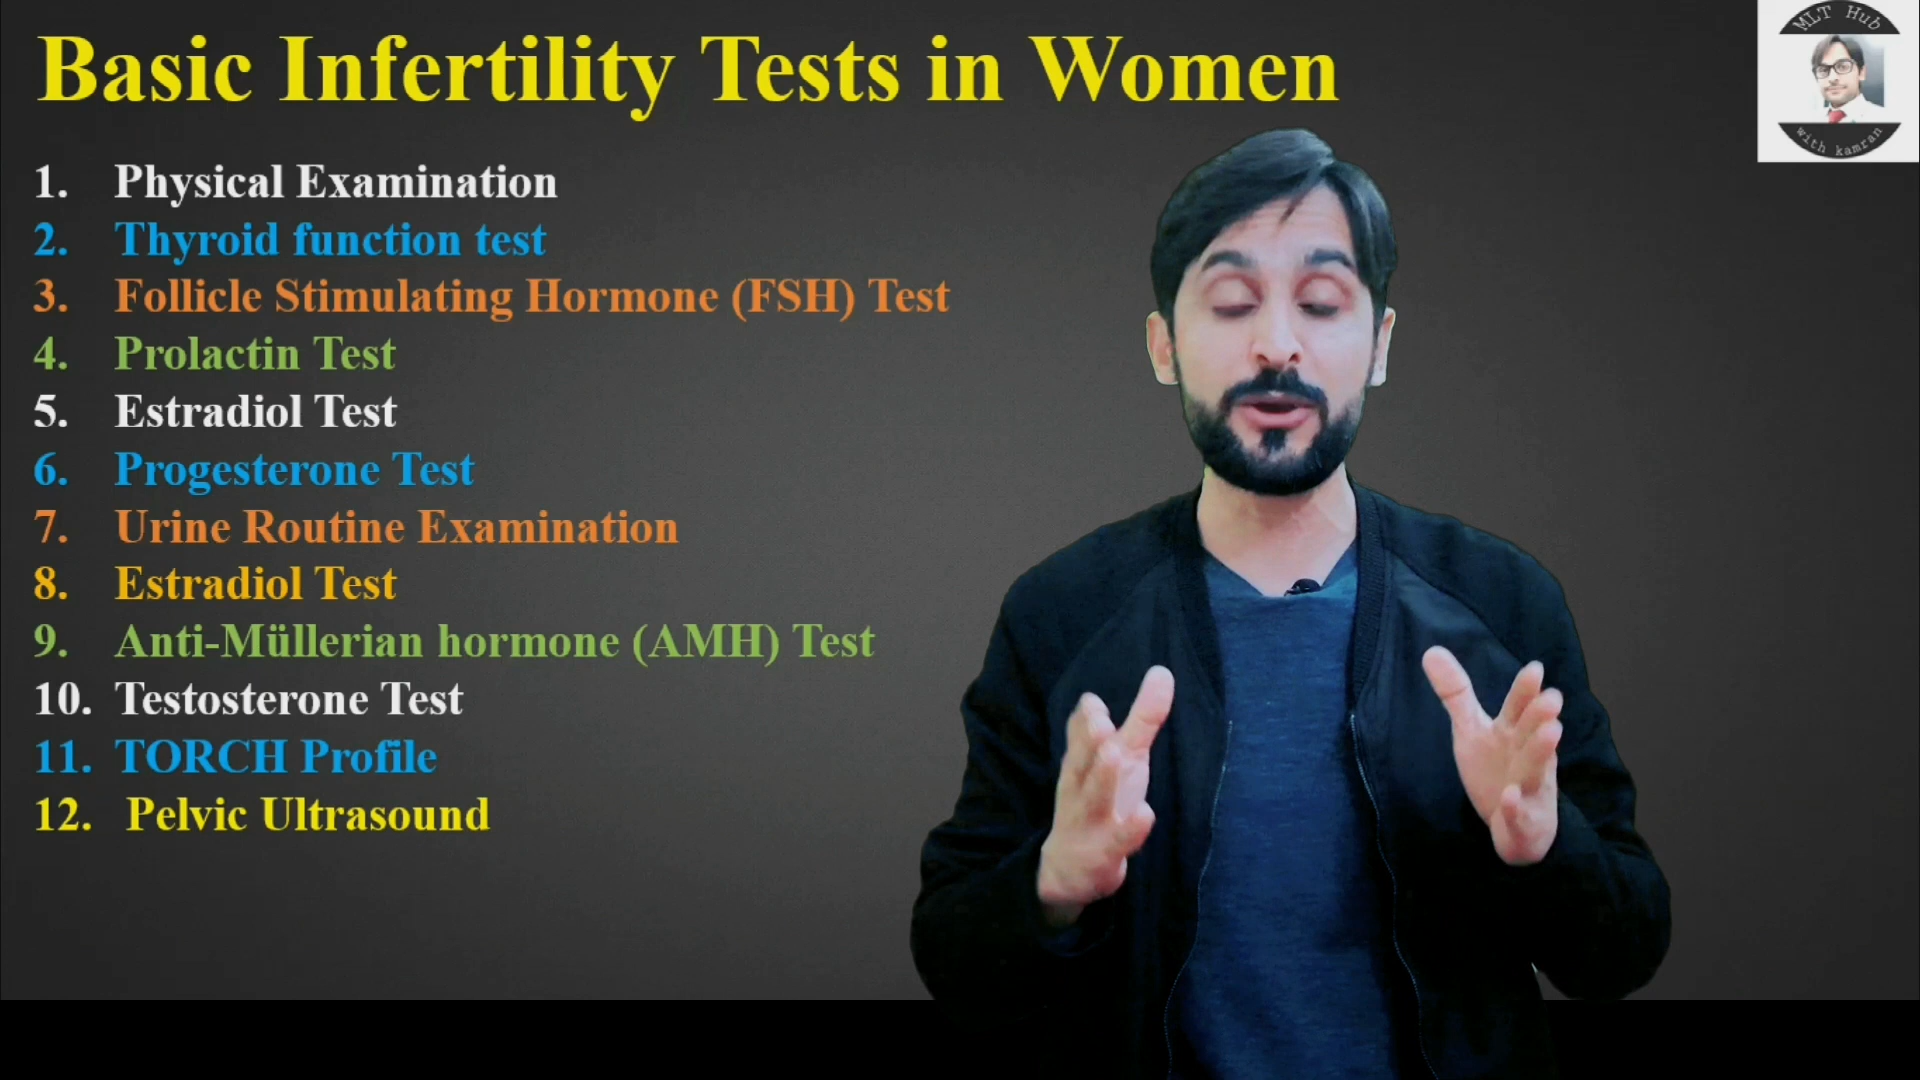 Basic Infertility Tests in Women
MLT Hub
with kamran
1. Physical Examination
2. Thyroid function test
3. Follicle Stimulating Hormone (FSH) Test
4. Prolactin Test
5. Estradiol Test
6. Progesterone Test
7. Urine Routine Examination
8. Estradiol Test
9. Anti-Müllerian hormone (AMH) Test
10. Testosterone Test
11. TORCH Profile
12. Pelvic Ultrasound